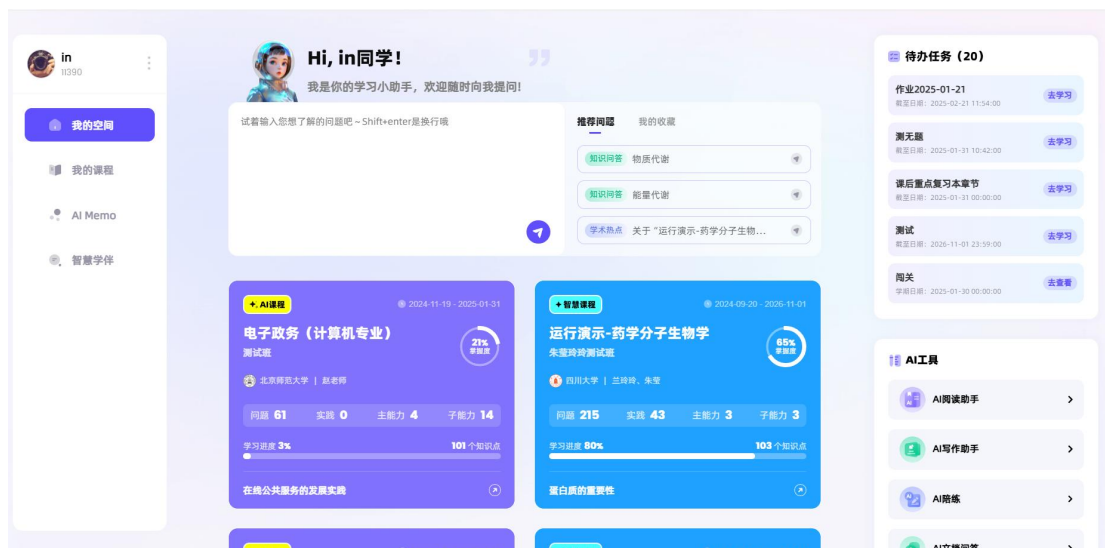 in
11390
我的空间
我的课程
AI Memo
智慧学伴
Hi, in同学！
我是你的学习小助手，欢迎随时向我提问！
试着输入您想了解的问题吧～Shift+enter是换行哦
推荐问题 我的收藏
知识问答 物质代谢
知识问答 能量代谢
学术热点 关于“运行演示-药学分子生物...
AI课程 2024-11-19 - 2025-01-31
电子政务（计算机专业）
测试班
21%
掌握度
北京师范大学 | 赵老师
问题 61 实践 0 主能力 4 子能力 14
学习进度 3% 101 个知识点
在线公共服务的发展实践
智慧课程 2024-09-20 - 2026-11-01
运行演示-药学分子生物学
朱莹玲玲测试班
65%
掌握度
四川大学 | 兰玲玲、朱莹
问题 215 实践 43 主能力 3 子能力 3
学习进度 80% 103 个知识点
蛋白质的重要性
待办任务（20）
作业2025-01-21
截至日期：2025-02-21 11:54:00
去学习
测无题
截至日期：2025-01-31 10:42:00
去学习
课后重点复习本章节
截至日期：2025-01-31 00:00:00
去学习
测试
截至日期：2026-11-01 23:59:00
去学习
闯关
学期日期：2025-01-30 00:00:00
去查看
AI工具
AI阅读助手
AI写作助手
AI陪练